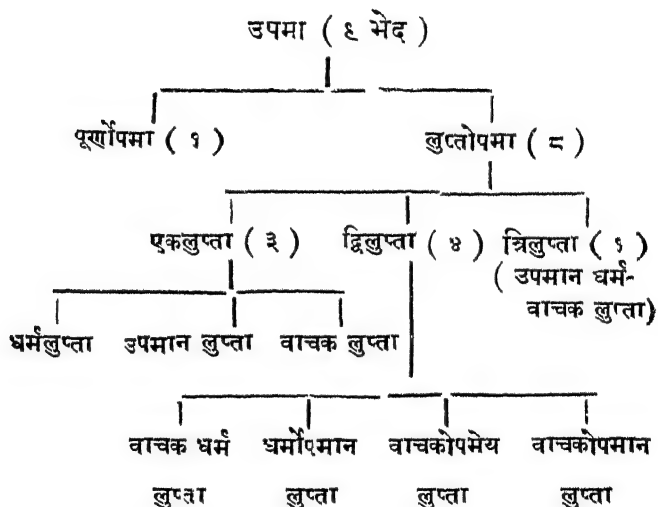 उपमा ( ९ भेद )
पूर्णोपमा ( १ ) लुप्तोपमा ( ८ )
एकलुप्ता ( ३ ) द्विलुप्ता ( ४ ) त्रिलुप्ता ( १ )
( उपमान धर्म-
वाचक लुप्ता)
धर्मलुप्ता उपमान लुप्ता वाचक लुप्ता
वाचक धर्म धर्मोपमान वाचकोपमेय वाचकोपमान
लुप्ता लुप्ता लुप्ता लुप्ता